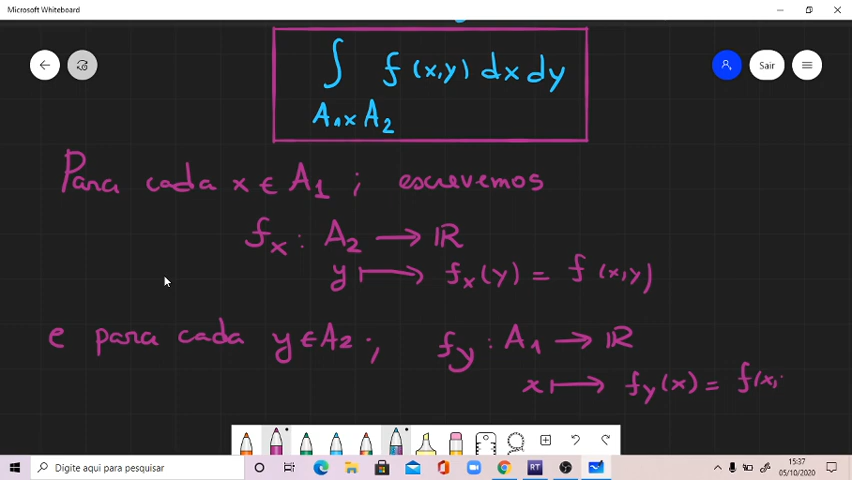 Microsoft Whiteboard
Sair
∫ f(x,y) dx dy
A₁×A₂
Para cada x ∈ A₁ ; escrevemos
fₓ : A₂ ⟶ ℝ
y ⟼ fₓ(y) = f(x,y)
e para cada y ∈ A₂ ; f_y : A₁ ⟶ ℝ
x ⟼ f_y(x) = f(x,
Digite aqui para pesquisar
RT
15:37
05/10/2020